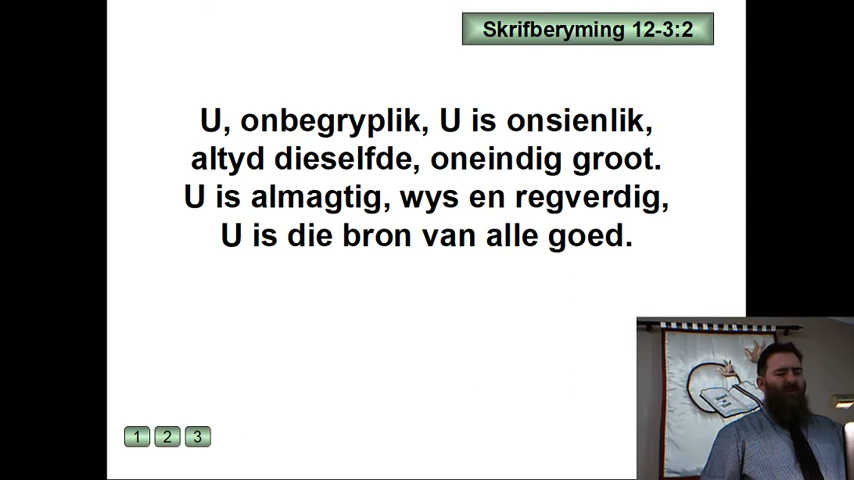 Skrifberyming 12-3:2
U, onbegryplik, U is onsienlik,
altyd dieselfde, oneindig groot.
U is almagtig, wys en regverdig,
U is die bron van alle goed.
1 2 3